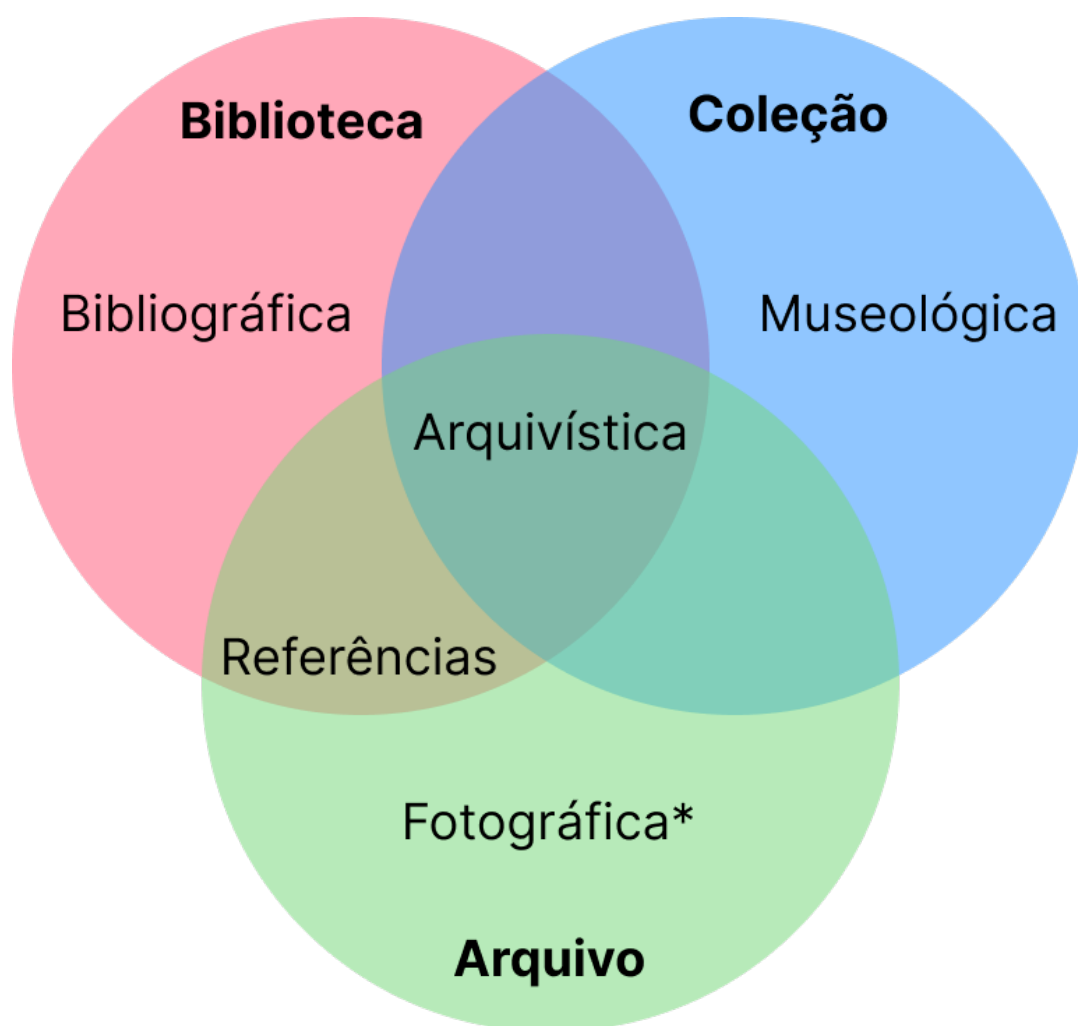 Biblioteca
Coleção
Bibliográfica
Museológica
Arquivística
Referências
Fotográfica*
Arquivo